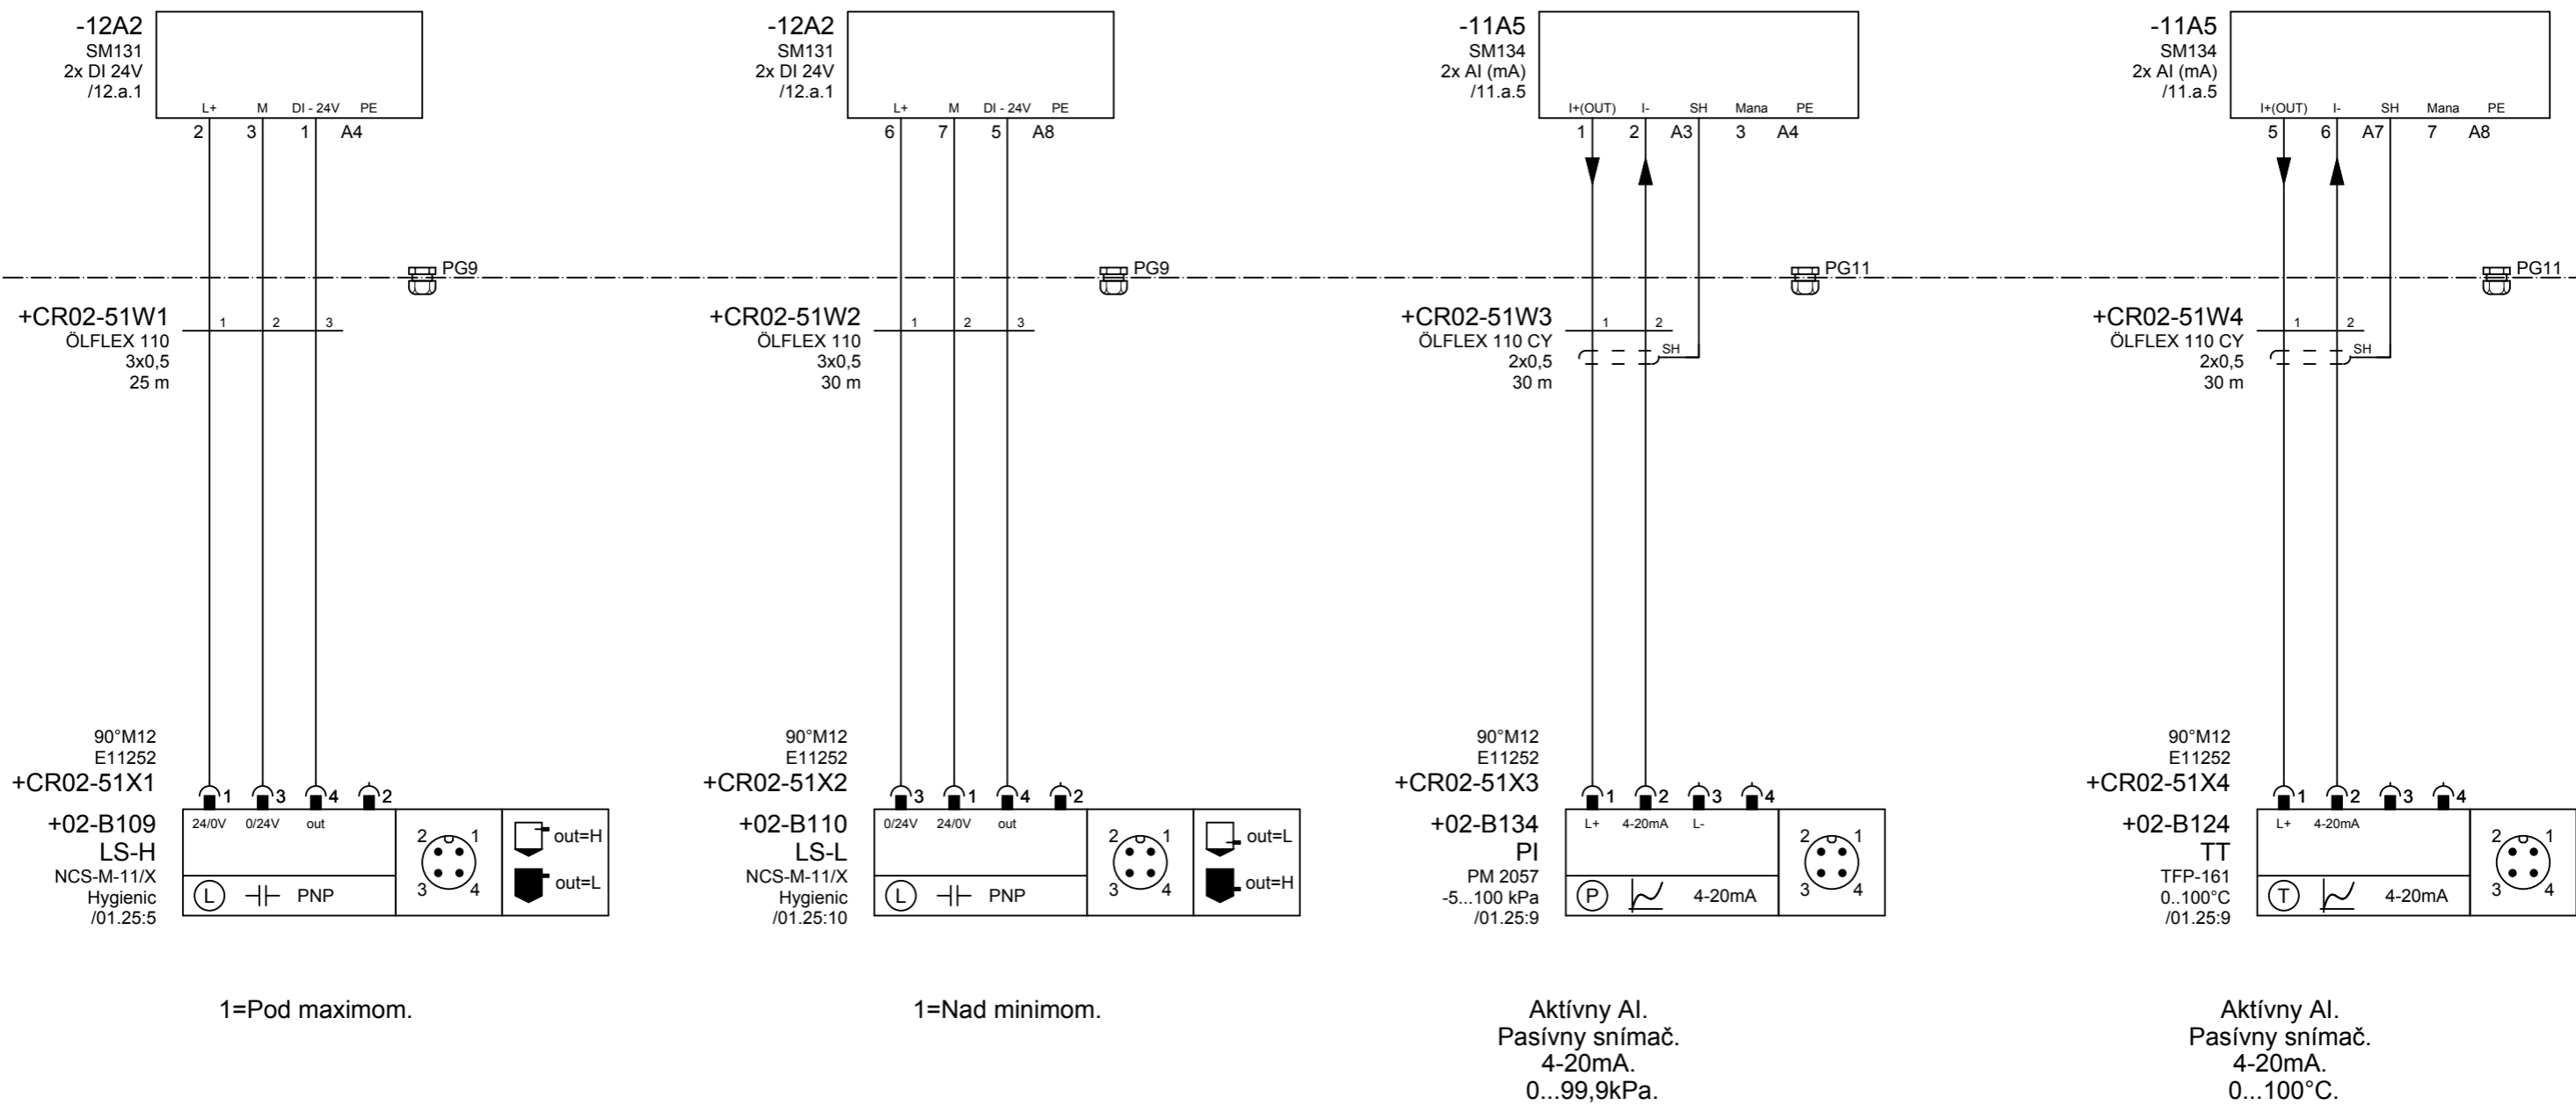 -12A2
SM131
2x DI 24V
/12.a.1
L+ M DI - 24V PE
2 3 1 A4
PG9
+CR02-51W1
ÖLFLEX 110
3x0,5
25 m
1 2 3
90°M12
E11252
+CR02-51X1
1 3 4 2
+02-B109
LS-H
NCS-M-11/X
Hygienic
/01.25:5
24/0V 0/24V out
L PNP
2 1
3 4
out=H
out=L
1=Pod maximom.
-12A2
SM131
2x DI 24V
/12.a.1
L+ M DI - 24V PE
6 7 5 A8
PG9
+CR02-51W2
ÖLFLEX 110
3x0,5
30 m
1 2 3
90°M12
E11252
+CR02-51X2
3 1 4 2
+02-B110
LS-L
NCS-M-11/X
Hygienic
/01.25:10
0/24V 24/0V out
L PNP
2 1
3 4
out=L
out=H
1=Nad minimom.
-11A5
SM134
2x AI (mA)
/11.a.5
I+(OUT) I- SH Mana PE
1 2 A3 3 A4
PG11
+CR02-51W3
ÖLFLEX 110 CY
2x0,5
30 m
1 2
SH
90°M12
E11252
+CR02-51X3
1 2 3 4
+02-B134
PI
PM 2057
-5...100 kPa
/01.25:9
L+ 4-20mA L-
P 4-20mA
2 1
3 4
Aktívny AI.
Pasívny snímač.
4-20mA.
0...99,9kPa.
-11A5
SM134
2x AI (mA)
/11.a.5
I+(OUT) I- SH Mana PE
5 6 A7 7 A8
PG11
+CR02-51W4
ÖLFLEX 110 CY
2x0,5
30 m
1 2
SH
90°M12
E11252
+CR02-51X4
1 2 3 4
+02-B124
TT
TFP-161
0..100°C
/01.25:9
L+ 4-20mA
T 4-20mA
2 1
3 4
Aktívny AI.
Pasívny snímač.
4-20mA.
0...100°C.